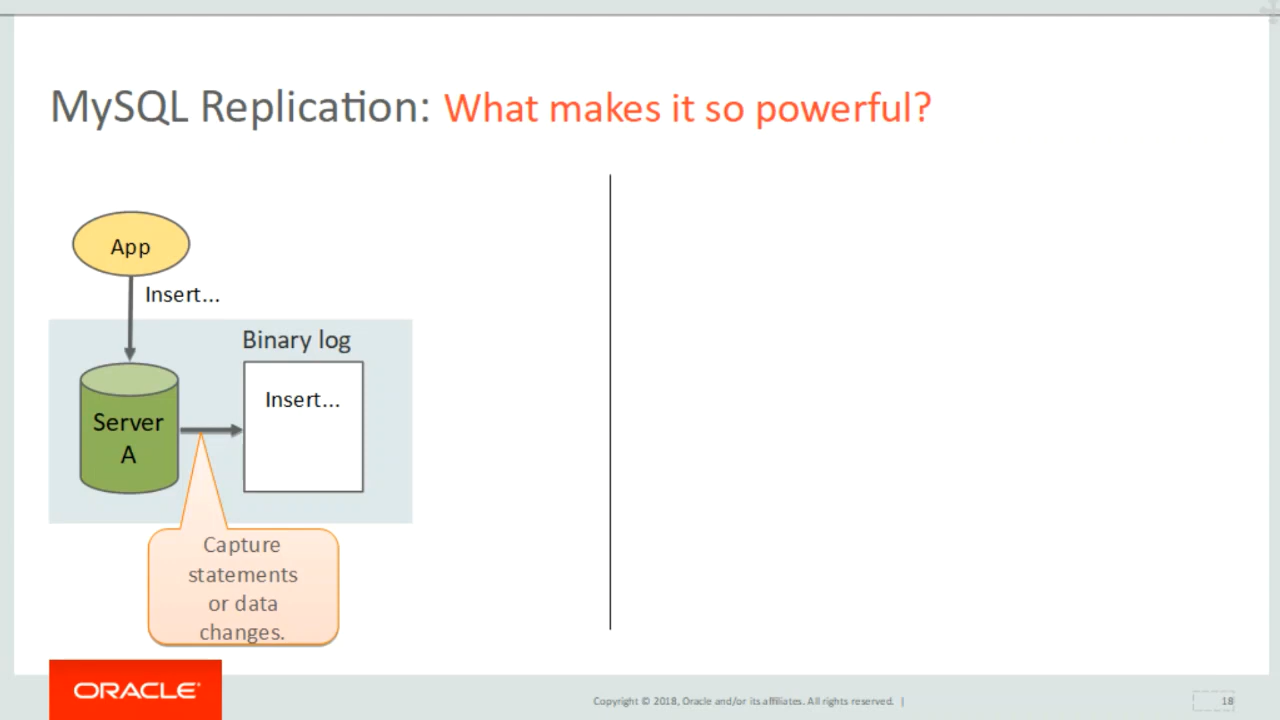 MySQL Replication: What makes it so powerful?
App
Insert...
Binary log
Insert...
Server
A
Capture
statements
or data
changes.
ORACLE®
Copyright © 2018, Oracle and/or its affiliates. All rights reserved. |
18